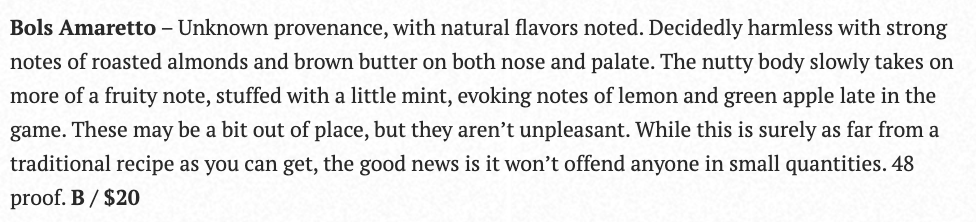 Bols Amaretto – Unknown provenance, with natural flavors noted. Decidedly harmless with strong
notes of roasted almonds and brown butter on both nose and palate. The nutty body slowly takes on
more of a fruity note, stuffed with a little mint, evoking notes of lemon and green apple late in the
game. These may be a bit out of place, but they aren’t unpleasant. While this is surely as far from a
traditional recipe as you can get, the good news is it won’t offend anyone in small quantities. 48
proof. B / $20